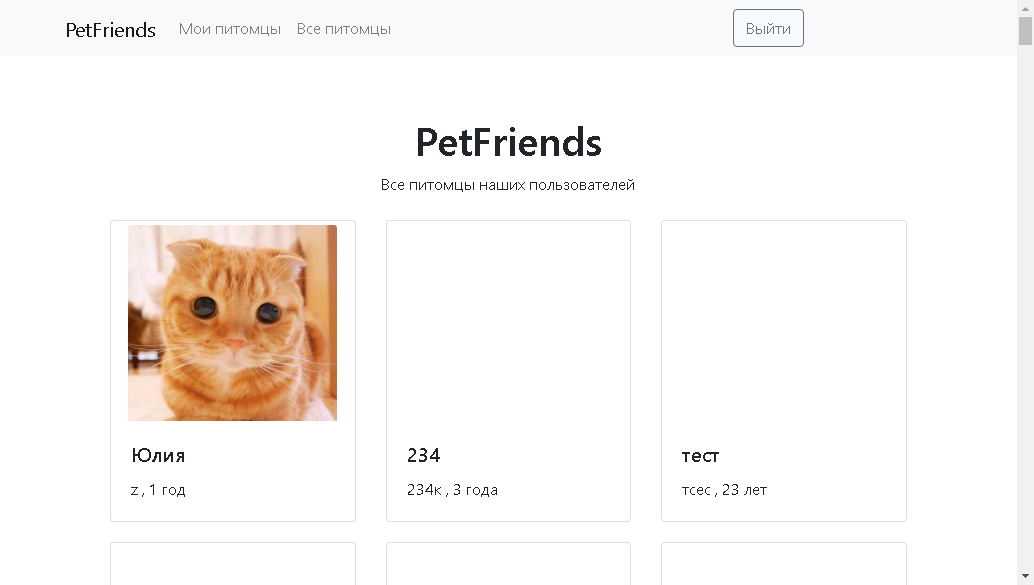 PetFriends Мои питомцы Все питомцы Выйти
PetFriends
Все питомцы наших пользователей
Юлия
z , 1 год
234
234к , 3 года
тест
тсес , 23 лет